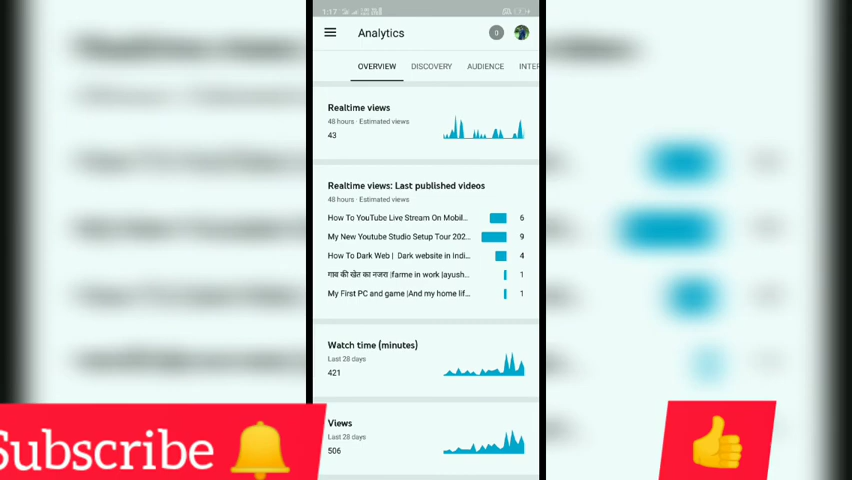 1:17
Analytics
0
OVERVIEW
DISCOVERY
AUDIENCE
INTER
Realtime views
48 hours · Estimated views
43
Realtime views: Last published videos
48 hours · Estimated views
How To YouTube Live Stream On Mobil... 6
My New Youtube Studio Setup Tour 202... 9
How To Dark Web | Dark website in Indi... 4
गाव की खेत का नजरा |farme in work |ayush... 1
My First PC and game |And my home lif... 1
Watch time (minutes)
Last 28 days
421
Views
Last 28 days
506
Subscribe